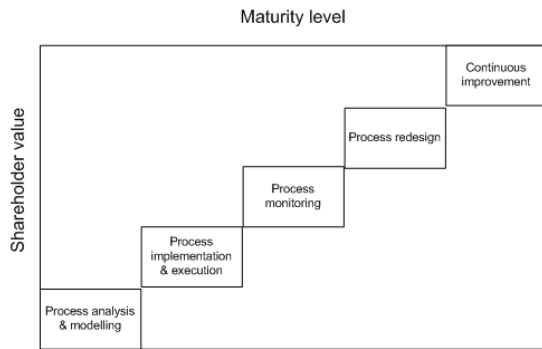 Maturity level
Shareholder value
Continuous
improvement
Process redesign
Process
monitoring
Process
implementation
& execution
Process analysis
& modelling